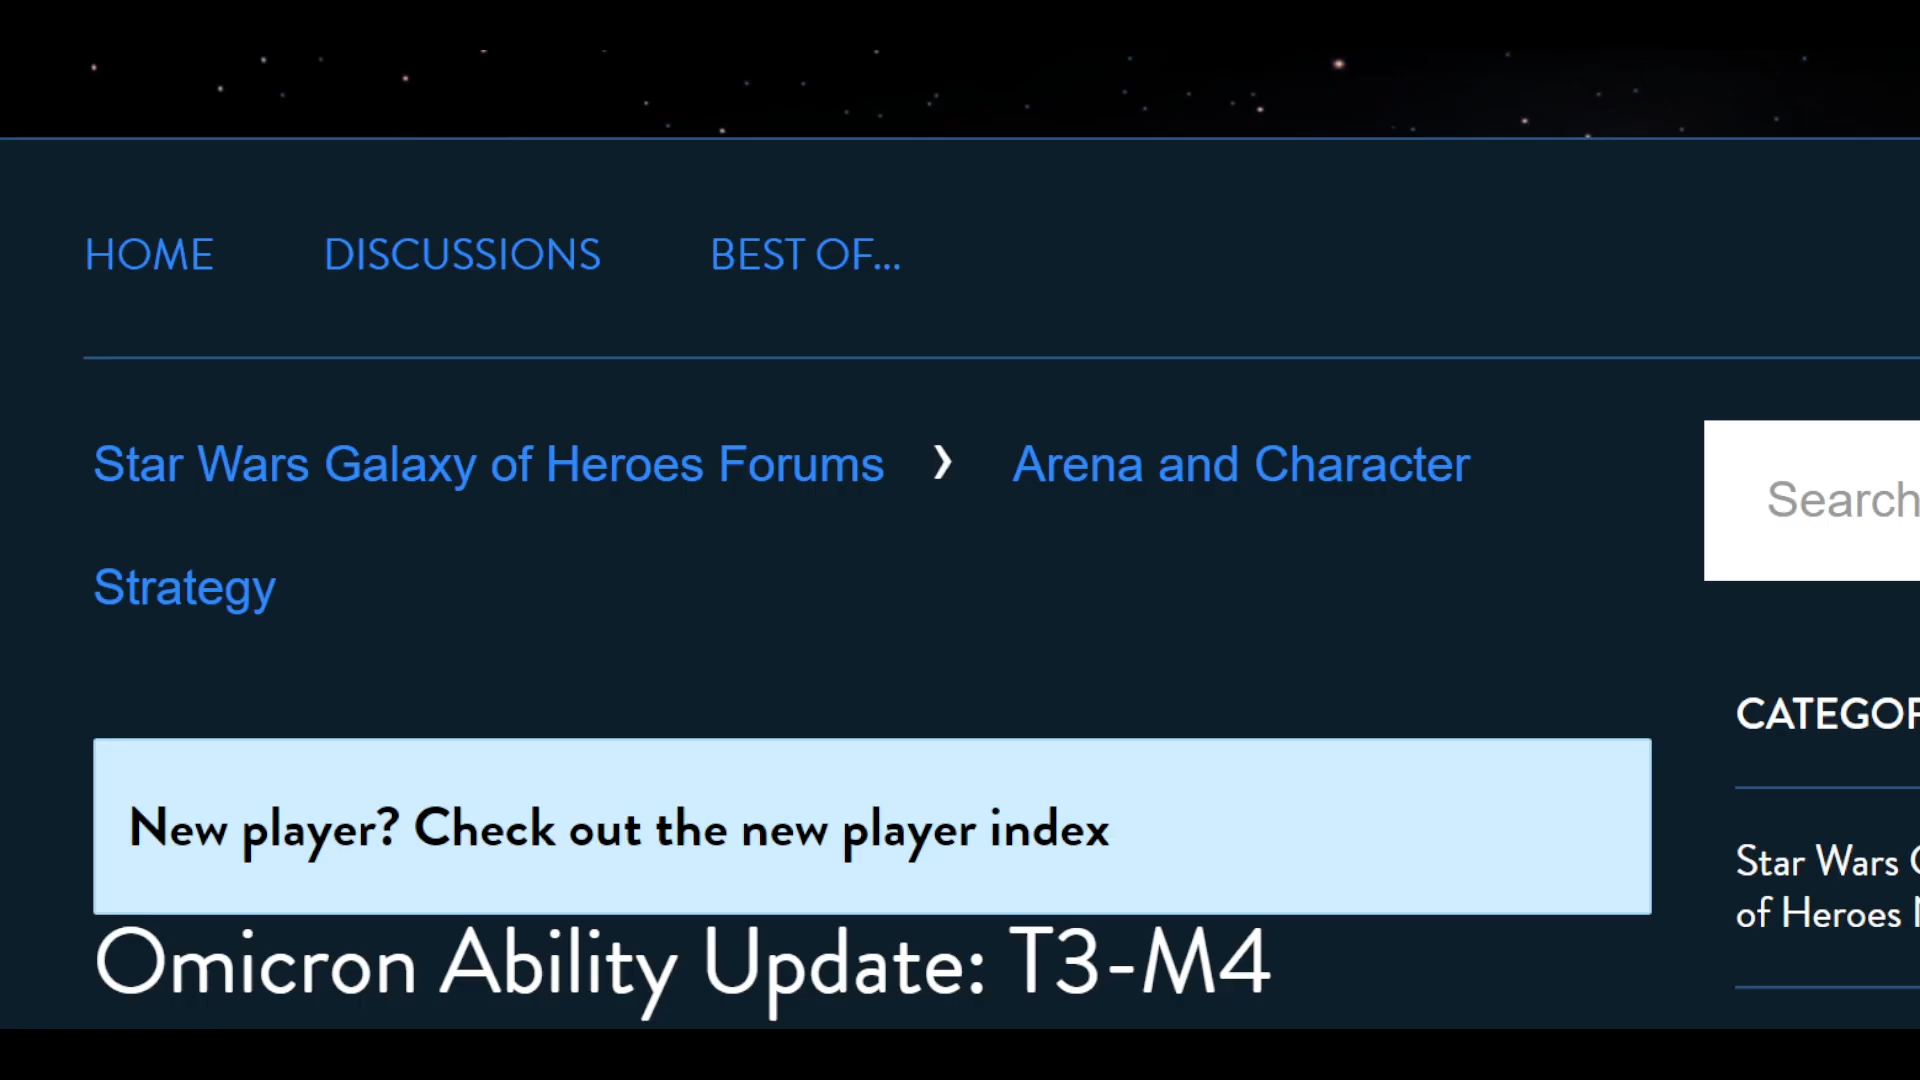 HOME DISCUSSIONS BEST OF...
Star Wars Galaxy of Heroes Forums › Arena and Character
Strategy
Search
New player? Check out the new player index
Omicron Ability Update: T3-M4
CATEGOR
Star Wars G
of Heroes